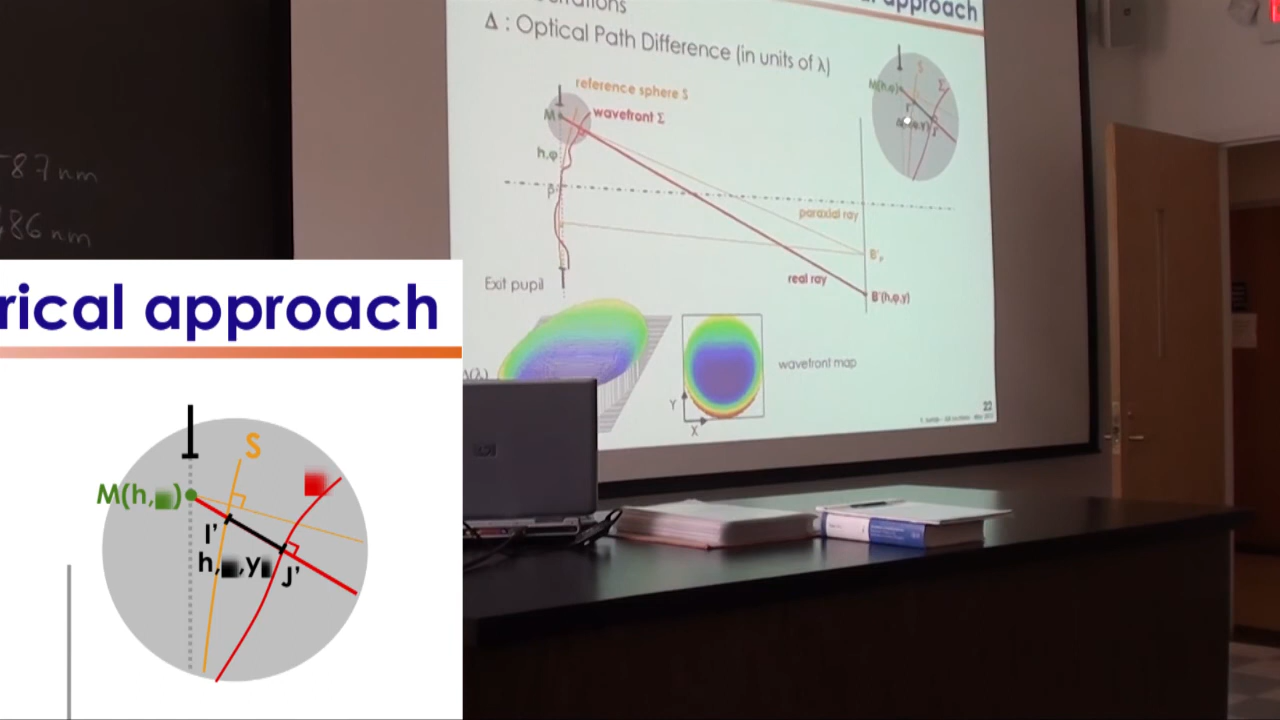 87 nm
86 nm
approach
Δ : Optical Path Difference (in units of λ)
reference sphere S
M
wavefront Σ
h,φ
paraxial ray
B'P
real ray
B'(h,φ,y)
Exit pupil
wavefront map
Y
X
22
S
Σ
M(h,φ)
rical approach
S
M(h, )
I'
h, ,y
J'